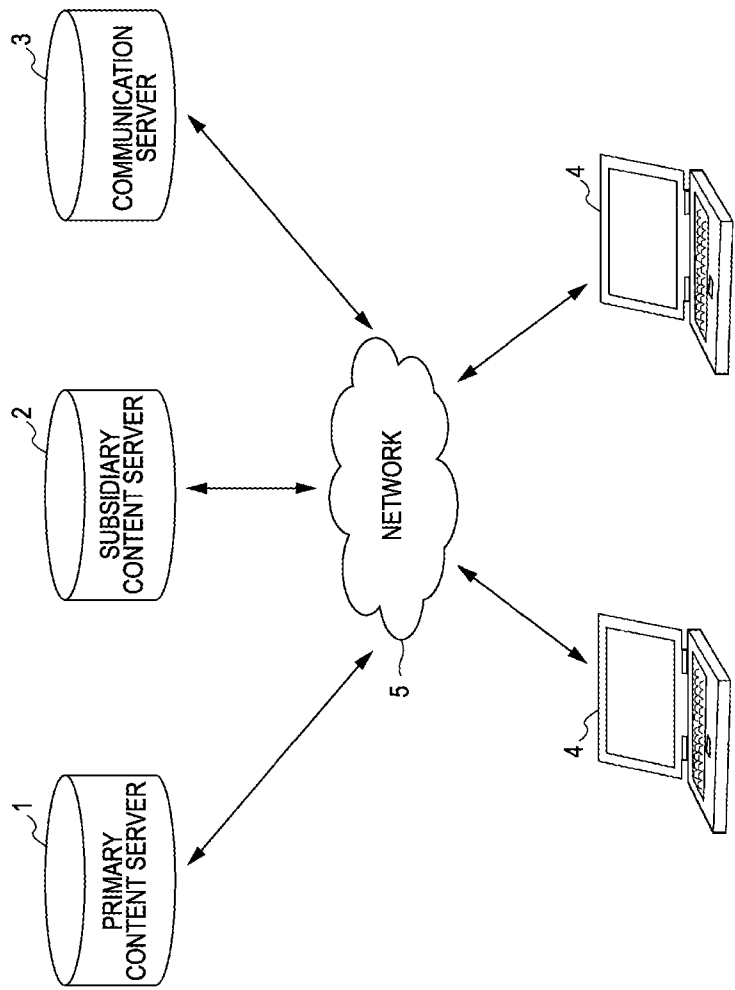 1
PRIMARY
CONTENT SERVER
2
SUBSIDIARY
CONTENT SERVER
3
COMMUNICATION
SERVER
5
NETWORK
4
4